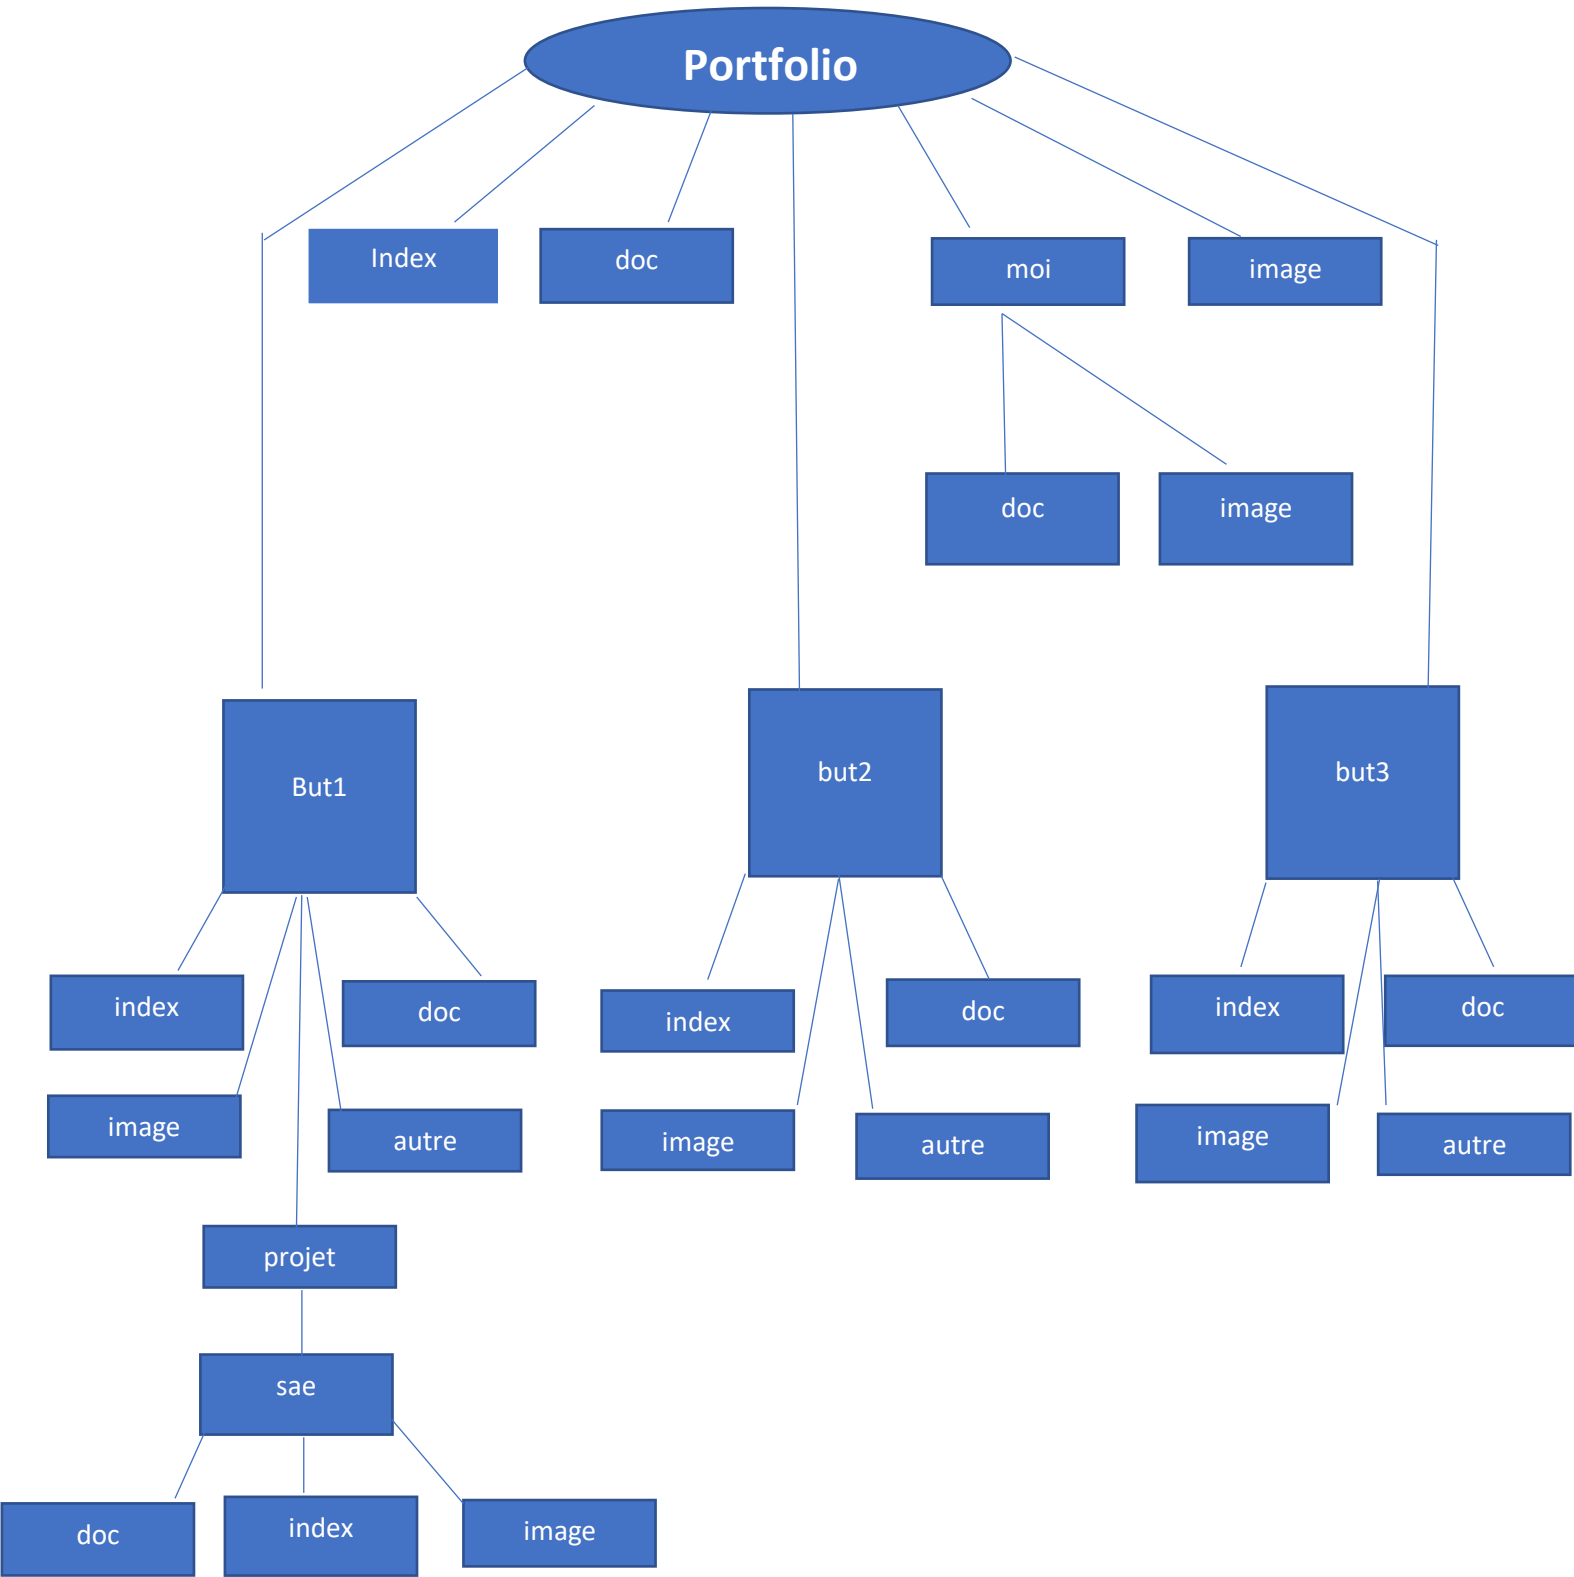 Portfolio
Index
doc
moi
image
doc
image
But1
but2
but3
index
doc
index
doc
index
doc
image
autre
image
autre
image
autre
projet
sae
doc
index
image